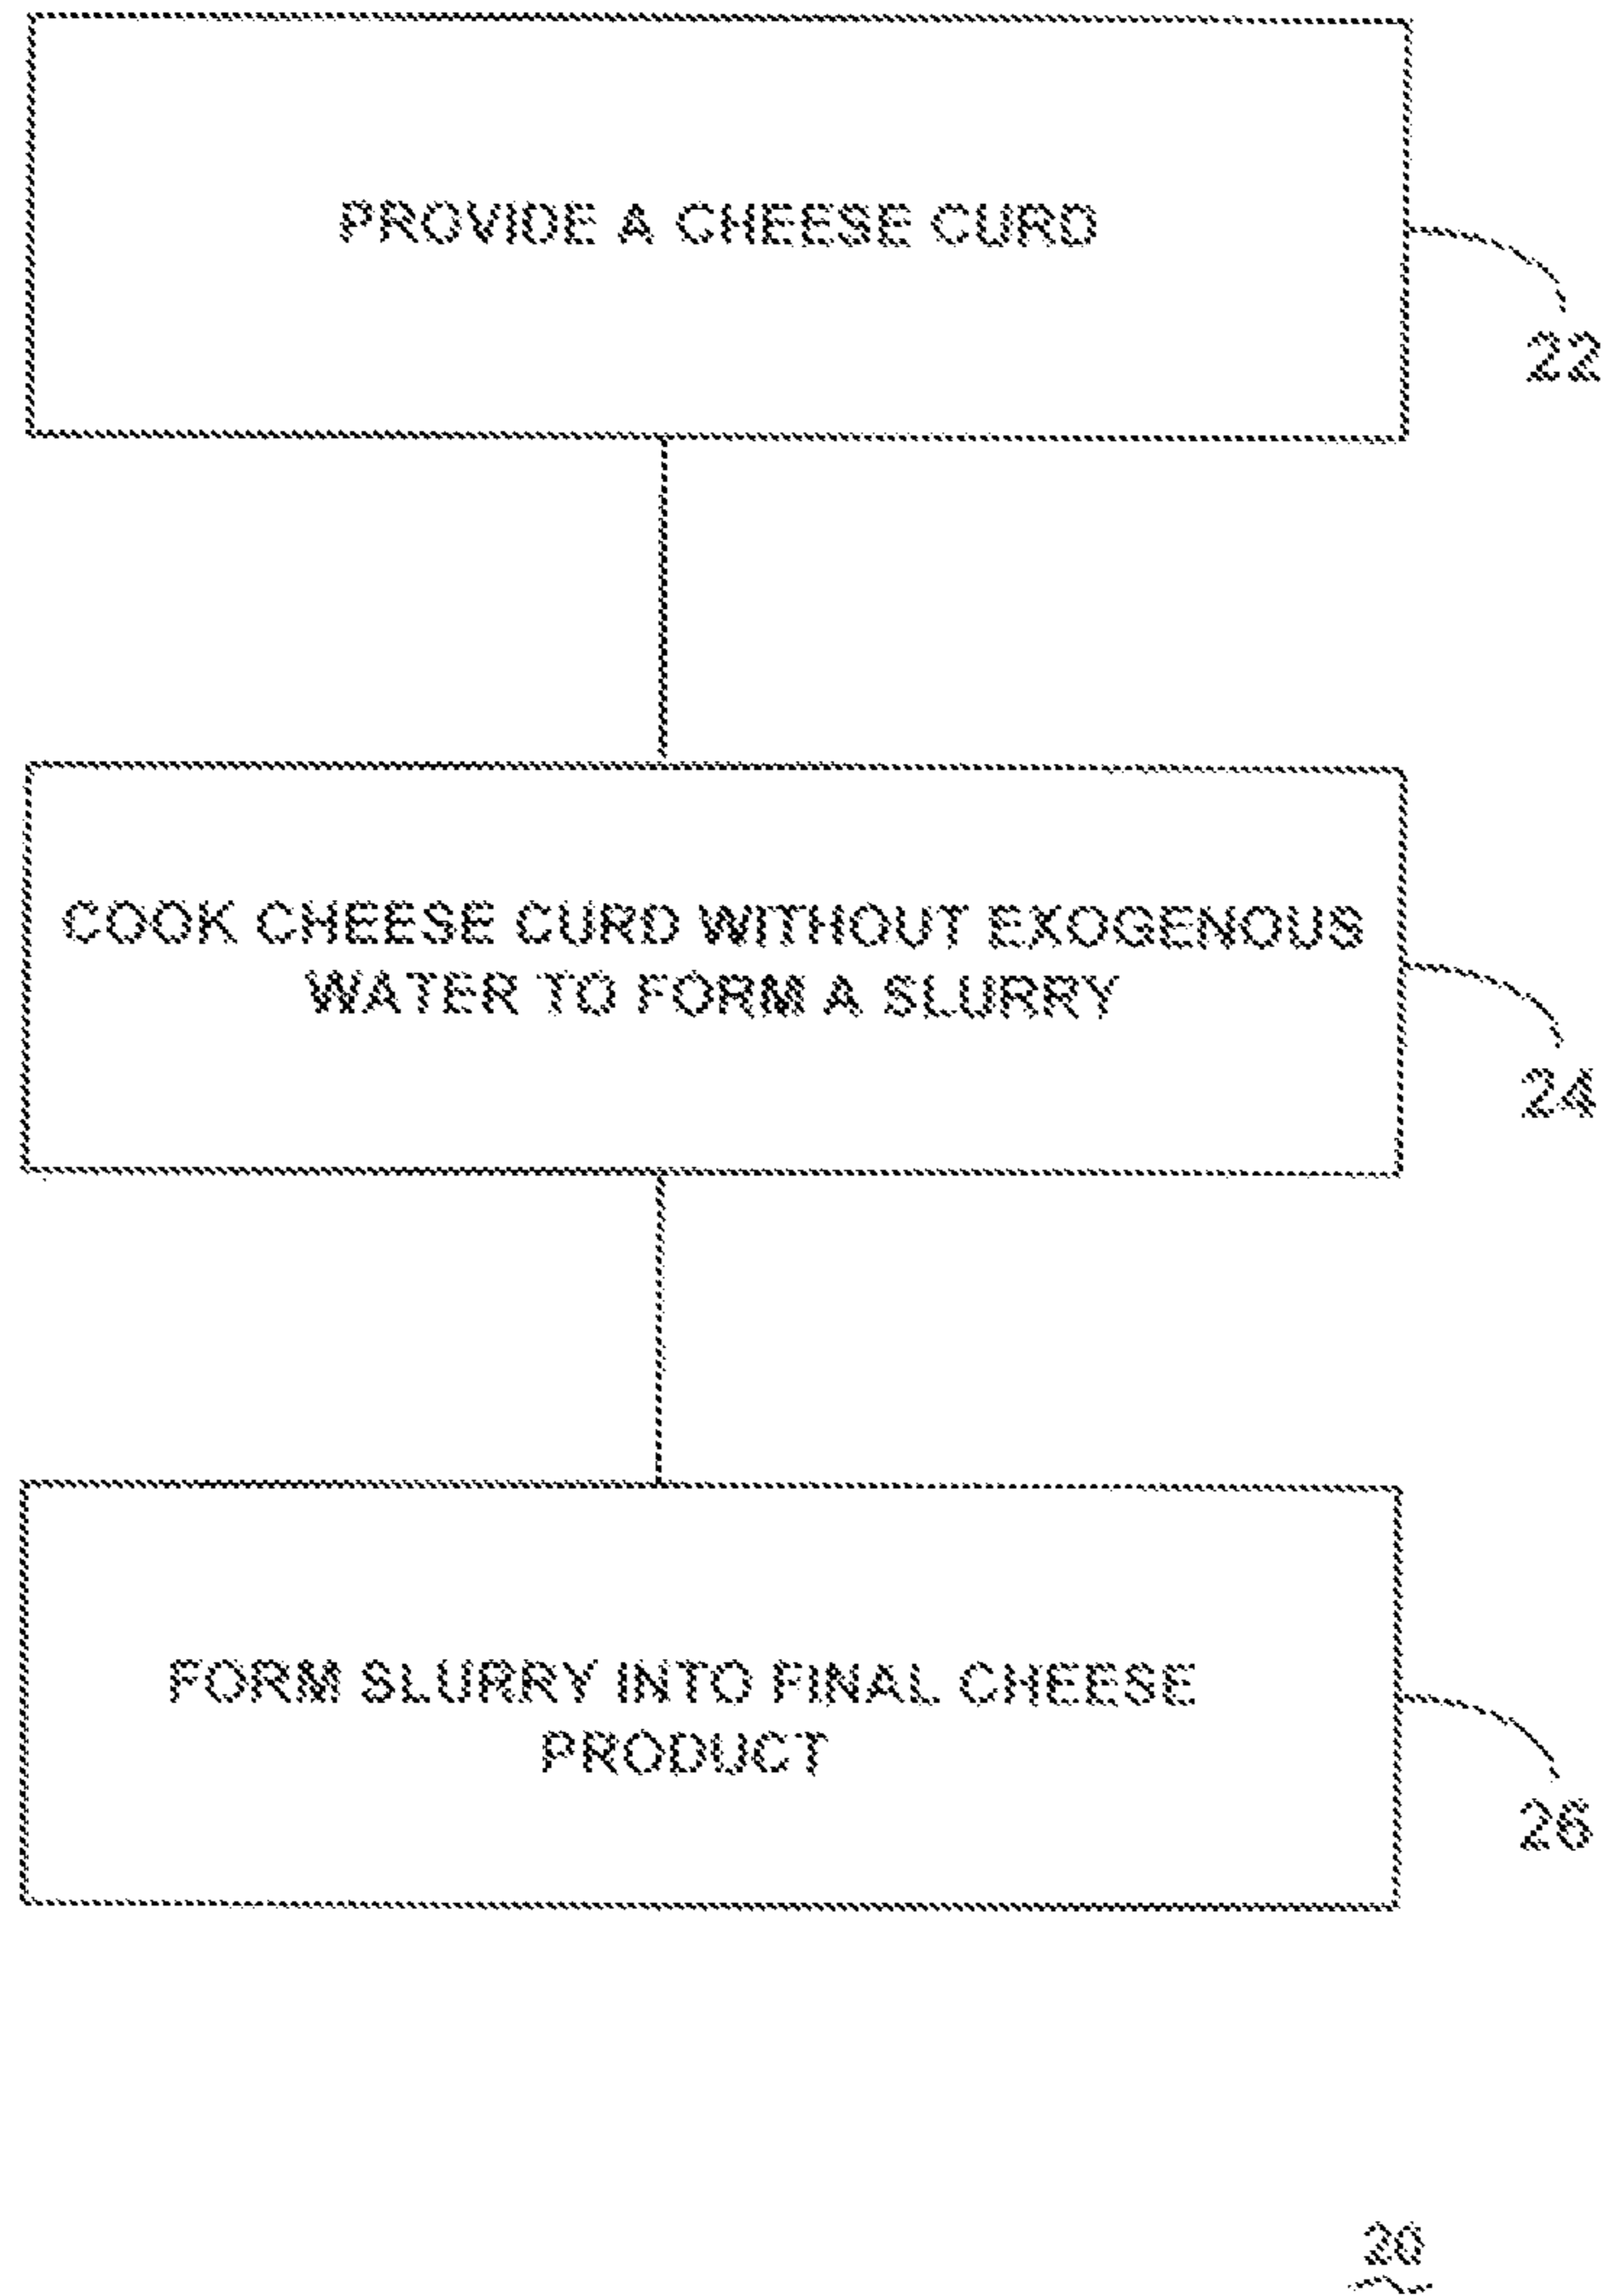 PROVIDE A CHEESE CURD
22
COOK CHEESE CURD WITHOUT EXOGENOUS
WATER TO FORM A SLURRY
24
FORM SLURRY INTO FINAL CHEESE
PRODUCT
26
20